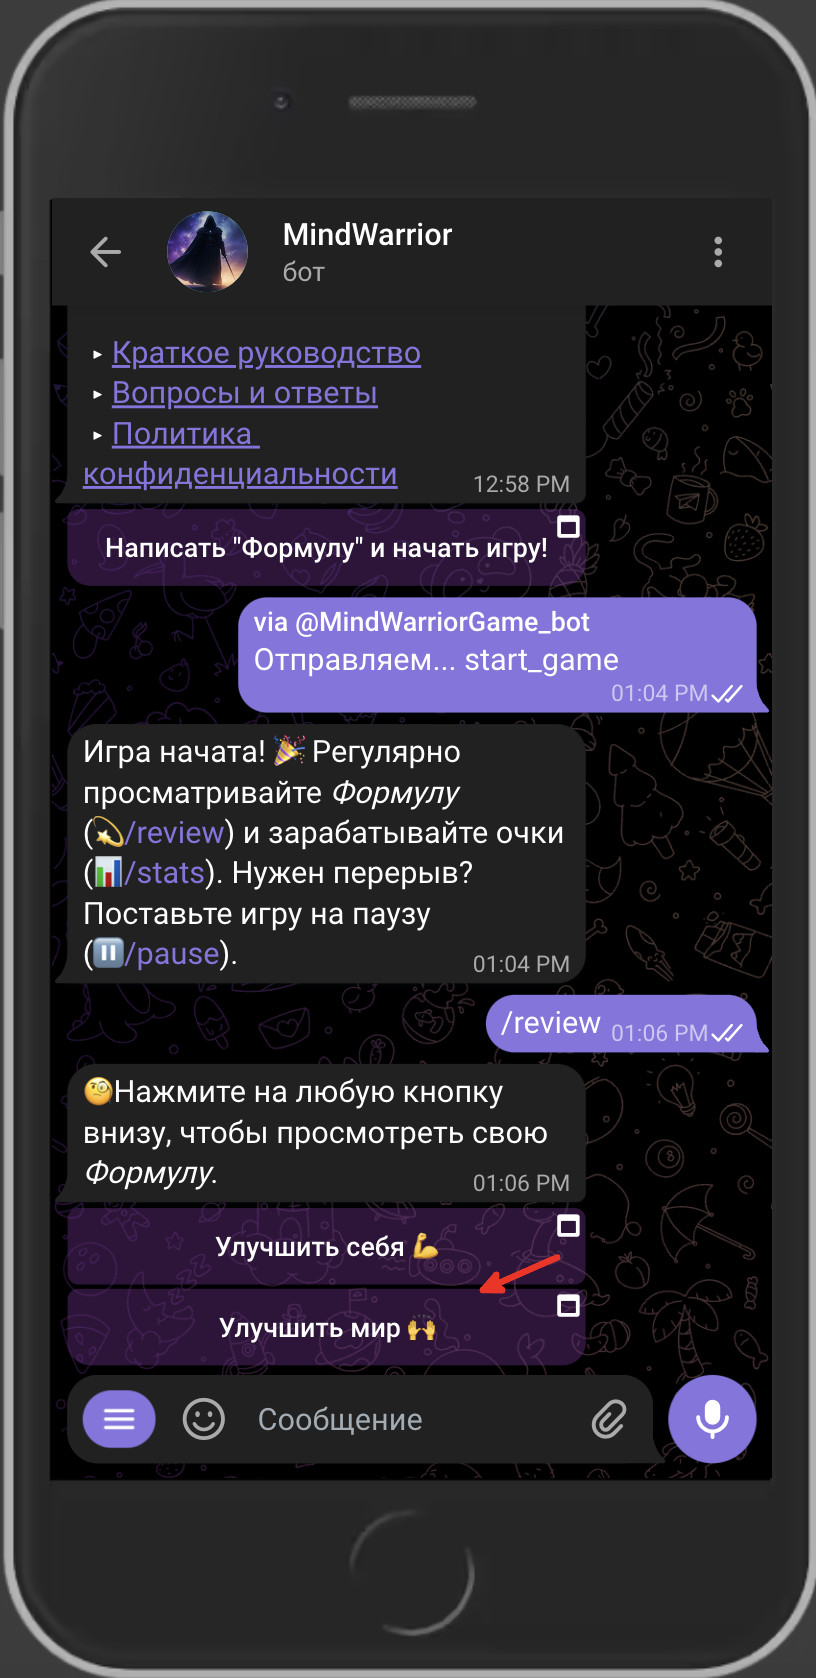 MindWarrior
бот
▸ Краткое руководство
▸ Вопросы и ответы
▸ Политика
конфиденциальности
12:58 PM
Написать "Формулу" и начать игру!
via @MindWarriorGame_bot
Отправляем... start_game
01:04 PM
Игра начата! 🎉 Регулярно
просматривайте Формулу
(💫/review) и зарабатывайте очки
(📊/stats). Нужен перерыв?
Поставьте игру на паузу
(⏸️/pause).
01:04 PM
/review 01:06 PM
🧐Нажмите на любую кнопку
внизу, чтобы просмотреть свою
Формулу.
01:06 PM
Улучшить себя 💪
Улучшить мир 🙌
Сообщение